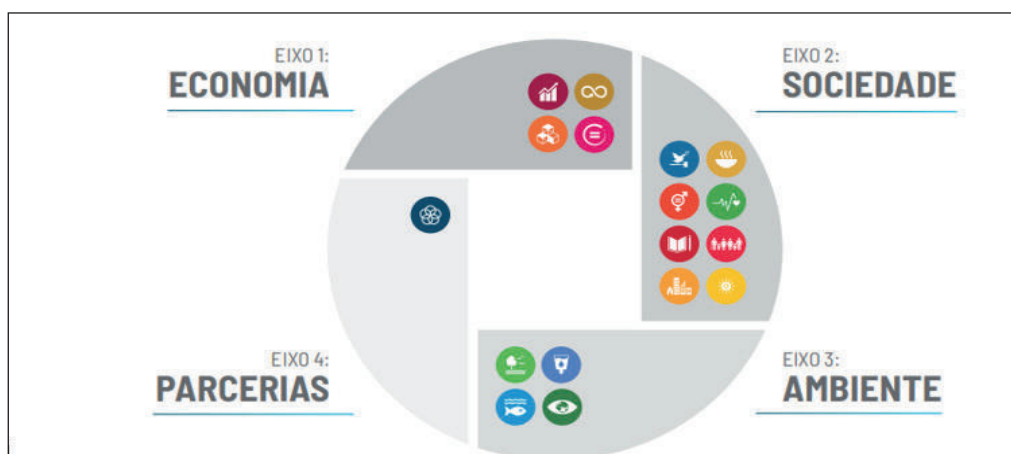 EIXO 1:
ECONOMIA
EIXO 2:
SOCIEDADE
EIXO 4:
PARCERIAS
EIXO 3:
AMBIENTE